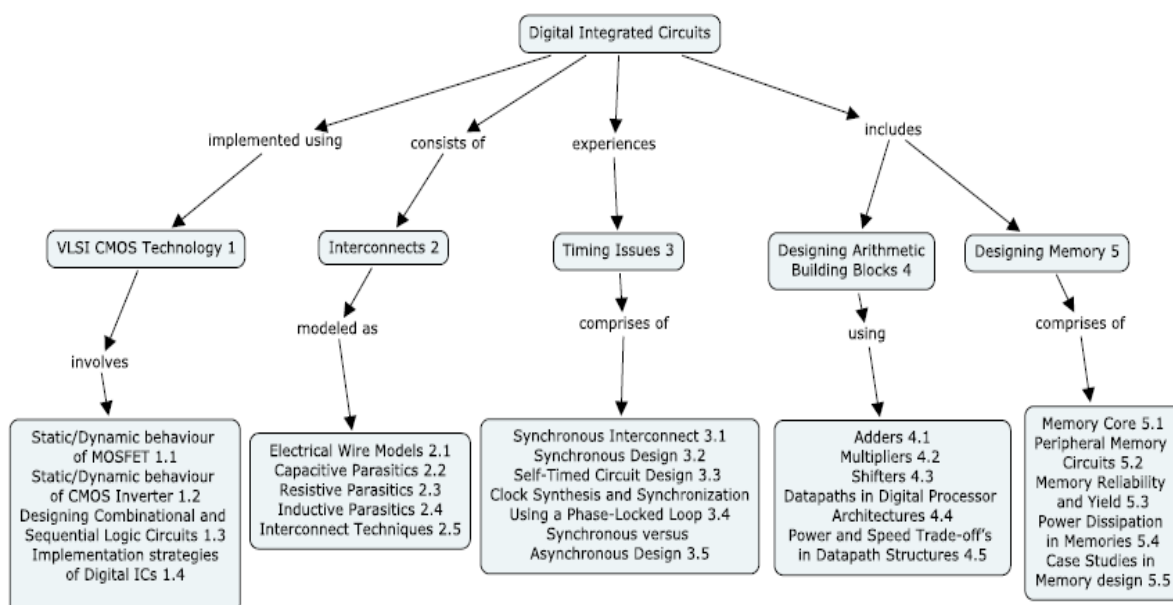 Digital Integrated Circuits
implemented using
consists of
experiences
includes
VLSI CMOS Technology 1
Interconnects 2
Timing Issues 3
Designing Arithmetic
Building Blocks 4
Designing Memory 5
involves
modeled as
comprises of
using
comprises of
Static/Dynamic behaviour
of MOSFET 1.1
Static/Dynamic behaviour
of CMOS Inverter 1.2
Designing Combinational and
Sequential Logic Circuits 1.3
Implementation strategies
of Digital ICs 1.4
Electrical Wire Models 2.1
Capacitive Parasitics 2.2
Resistive Parasitics 2.3
Inductive Parasitics 2.4
Interconnect Techniques 2.5
Synchronous Interconnect 3.1
Synchronous Design 3.2
Self-Timed Circuit Design 3.3
Clock Synthesis and Synchronization
Using a Phase-Locked Loop 3.4
Synchronous versus
Asynchronous Design 3.5
Adders 4.1
Multipliers 4.2
Shifters 4.3
Datapaths in Digital Processor
Architectures 4.4
Power and Speed Trade-off's
in Datapath Structures 4.5
Memory Core 5.1
Peripheral Memory
Circuits 5.2
Memory Reliability
and Yield 5.3
Power Dissipation
in Memories 5.4
Case Studies in
Memory design 5.5